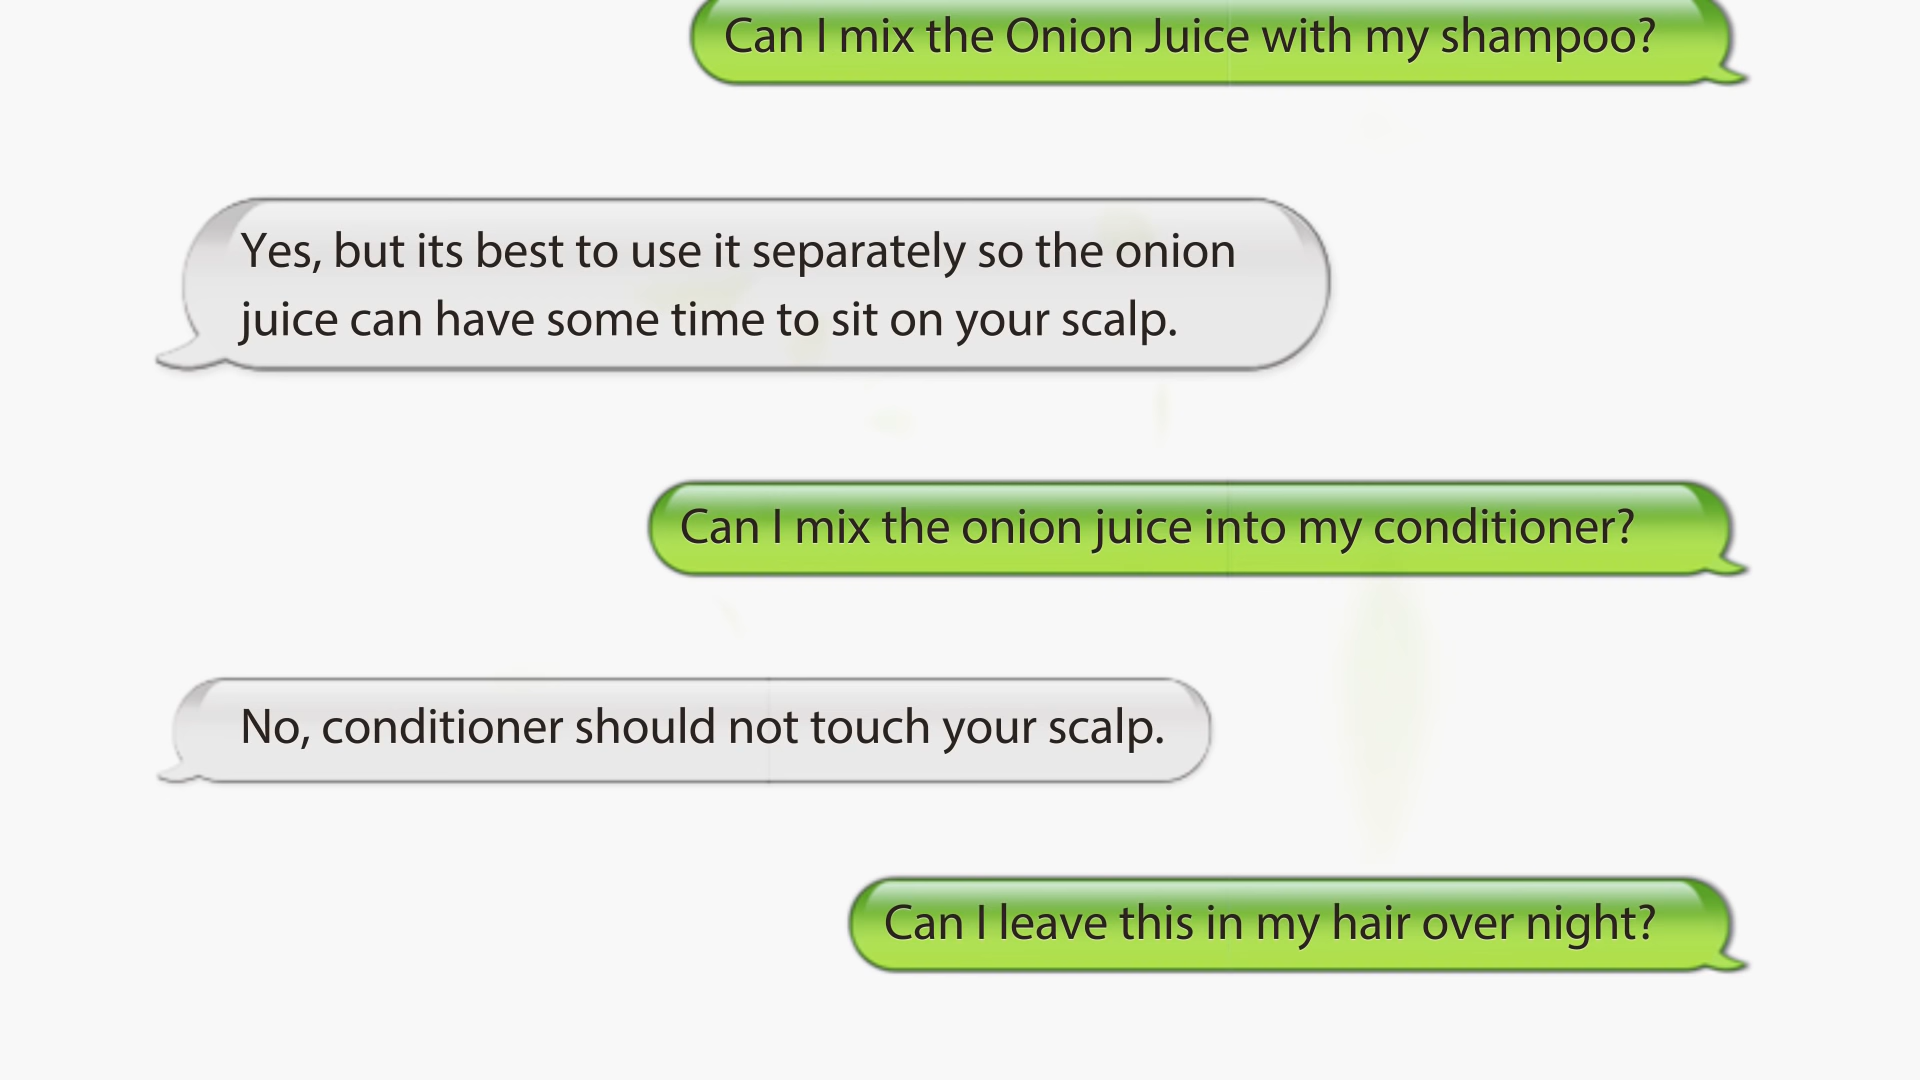 Can I mix the Onion Juice with my shampoo?
Yes, but its best to use it separately so the onion
juice can have some time to sit on your scalp.
Can I mix the onion juice into my conditioner?
No, conditioner should not touch your scalp.
Can I leave this in my hair over night?